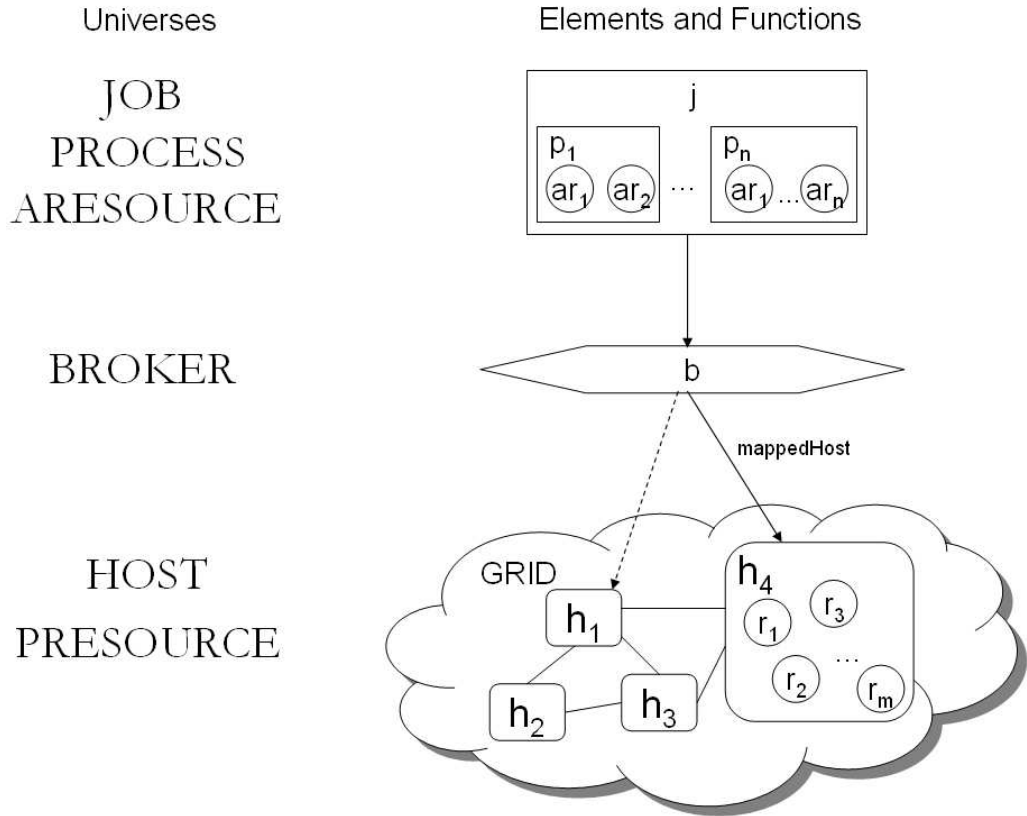 Universes
Elements and Functions
JOB
PROCESS
ARESOURCE
j
p1
pn
ar1 ar2 ... ar1 ... arn
BROKER
b
mappedHost
HOST
PRESOURCE
GRID
h1
h2
h3
h4
r1
r3
r2
...
rm